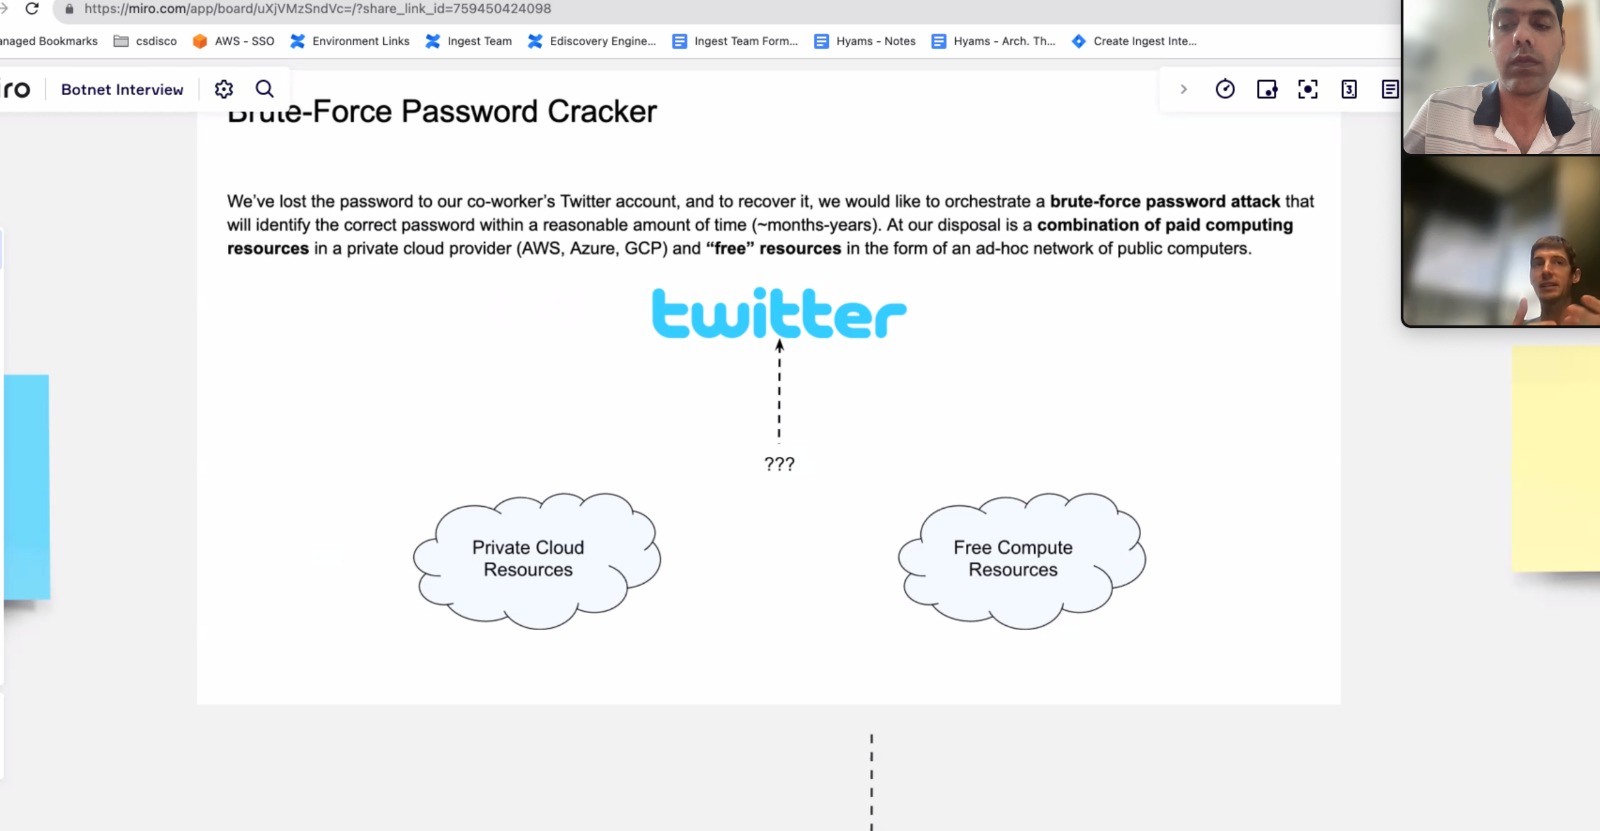 https://miro.com/app/board/uXjVMzSndVc=/?share_link_id=759450424098
anaged Bookmarks csdisco AWS - SSO Environment Links Ingest Team Ediscovery Engine... Ingest Team Form... Hyams - Notes Hyams - Arch. Th... Create Ingest Inte...
iro Botnet Interview
3
Brute-Force Password Cracker
We've lost the password to our co-worker's Twitter account, and to recover it, we would like to orchestrate a brute-force password attack that
will identify the correct password within a reasonable amount of time (~months-years). At our disposal is a combination of paid computing
resources in a private cloud provider (AWS, Azure, GCP) and “free” resources in the form of an ad-hoc network of public computers.
twitter
???
Private Cloud
Resources
Free Compute
Resources